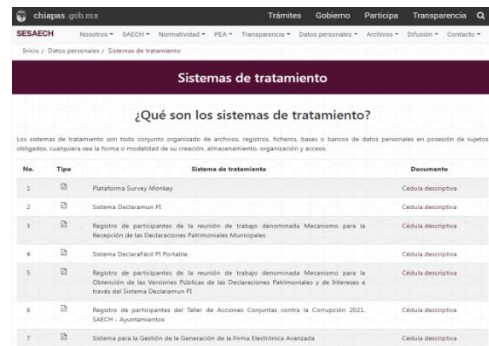 chiapas.gob.mx Trámites Gobierno Participa Transparencia
SESAECH Nosotros SAECH Normatividad PEA Transparencia Datos personales Archivos Difusión Contacto
Inicio / Datos personales / Sistemas de tratamiento
Sistemas de tratamiento
¿Qué son los sistemas de tratamiento?
Los sistemas de tratamiento son todo conjunto organizado de archivos, registros, ficheros, bases o bancos de datos personales en posesión de sujetos
obligados, cualquiera sea la forma o modalidad de su creación, almacenamiento, organización y acceso.
No. Tipo Sistema de tratamiento Documento
1 Plataforma Survey Monkey Cédula descriptiva
2 Sistema Declaramun PI Cédula descriptiva
3 Registro de participantes de la reunión de trabajo denominada Mecanismo para la Cédula descriptiva
Recepción de las Declaraciones Patrimoniales Municipales
4 Sistema DeclaraFácil PI Portable Cédula descriptiva
5 Registro de participantes de la reunión de trabajo denominada Mecanismo para la Cédula descriptiva
Obtención de las Versiones Públicas de las Declaraciones Patrimoniales y de Intereses a
través del Sistema Declaramun PI
6 Registro de participantes del Taller de Acciones Conjuntas contra la Corrupción 2021, Cédula descriptiva
SAECH - Ayuntamientos
7 Sistema para la Gestión de la Generación de la Firma Electrónica Avanzada Cédula descriptiva